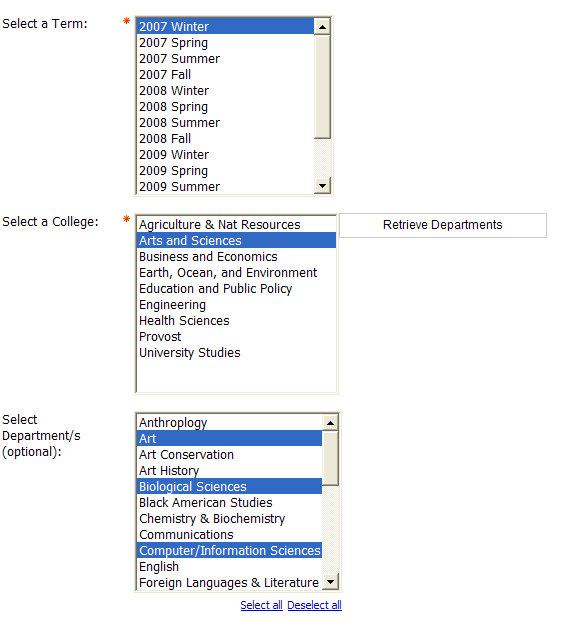 Select a Term: *
2007 Winter
2007 Spring
2007 Summer
2007 Fall
2008 Winter
2008 Spring
2008 Summer
2008 Fall
2009 Winter
2009 Spring
2009 Summer
Select a College: *
Agriculture & Nat Resources
Arts and Sciences
Business and Economics
Earth, Ocean, and Environment
Education and Public Policy
Engineering
Health Sciences
Provost
University Studies
Retrieve Departments
Select
Department/s
(optional):
Anthroplogy
Art
Art Conservation
Art History
Biological Sciences
Black American Studies
Chemistry & Biochemistry
Communications
Computer/Information Sciences
English
Foreign Languages & Literature
Select all Deselect all